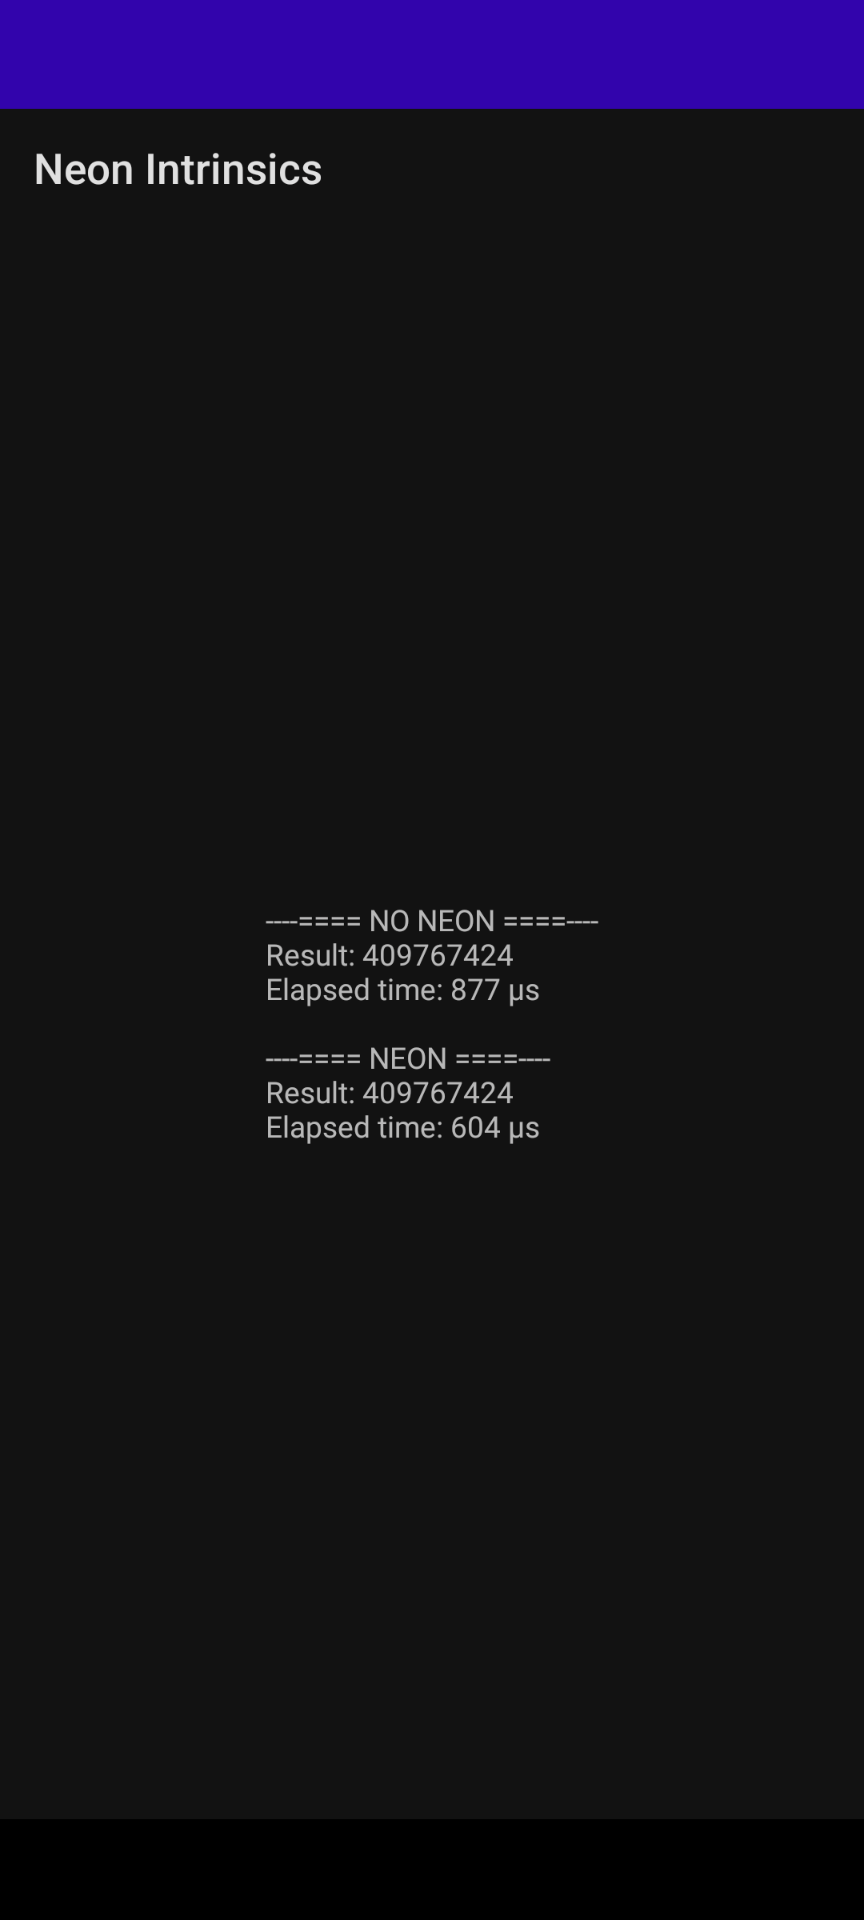 Neon Intrinsics
----==== NO NEON ====----
Result: 409767424
Elapsed time: 877 µs
----==== NEON ====----
Result: 409767424
Elapsed time: 604 µs